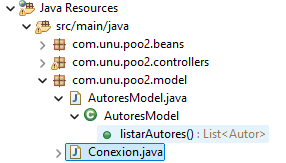 Java Resources
src/main/java
com.unu.poo2.beans
com.unu.poo2.controllers
com.unu.poo2.model
AutoresModel.java
AutoresModel
listarAutores() : List<Autor>
Conexion.java